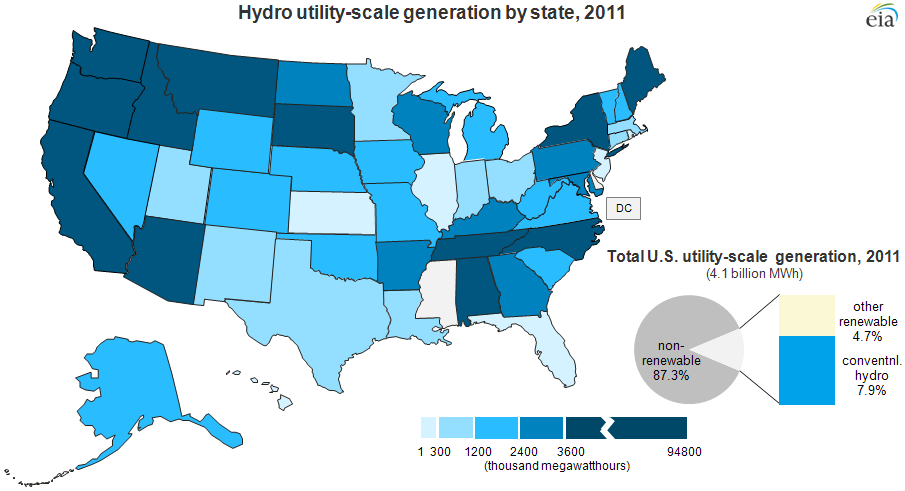 Hydro utility-scale generation by state, 2011
eia
DC
Total U.S. utility-scale generation, 2011
(4.1 billion MWh)
non-
renewable
87.3%
other
renewable
4.7%
conventnl.
hydro
7.9%
1 300 1200 2400 3600 94800
(thousand megawatthours)